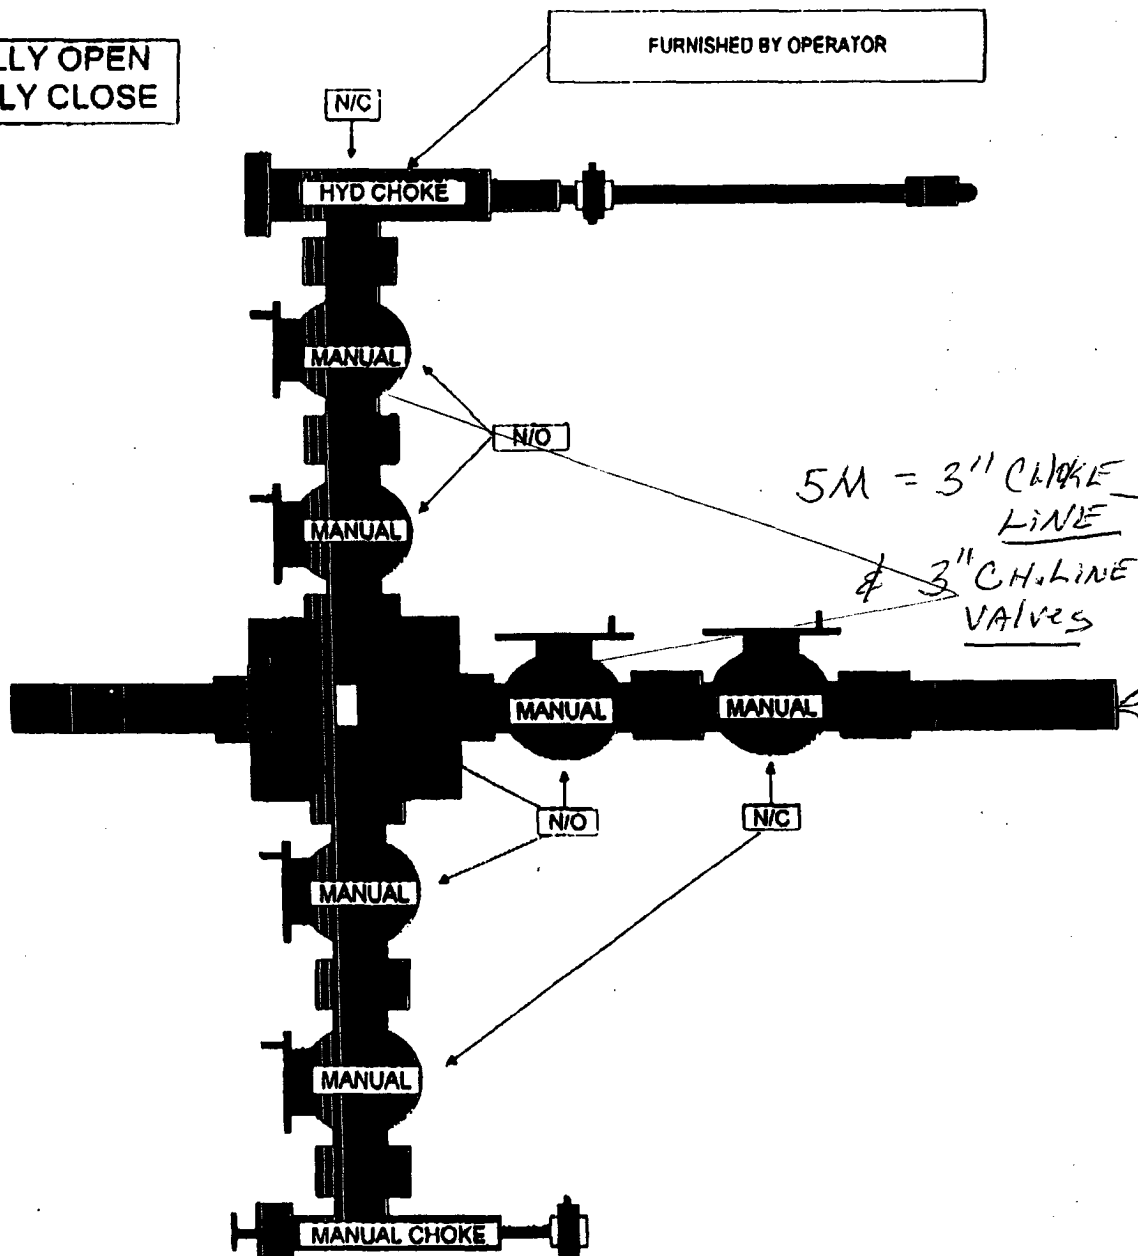 LLY OPEN
LY CLOSE
FURNISHED BY OPERATOR
N/C
HYD CHOKE
MANUAL
N/O
MANUAL
5M = 3" CHOKE
LINE
& 3" CH. LINE
VALVES
MANUAL
MANUAL
N/O
N/C
MANUAL
MANUAL
MANUAL CHOKE